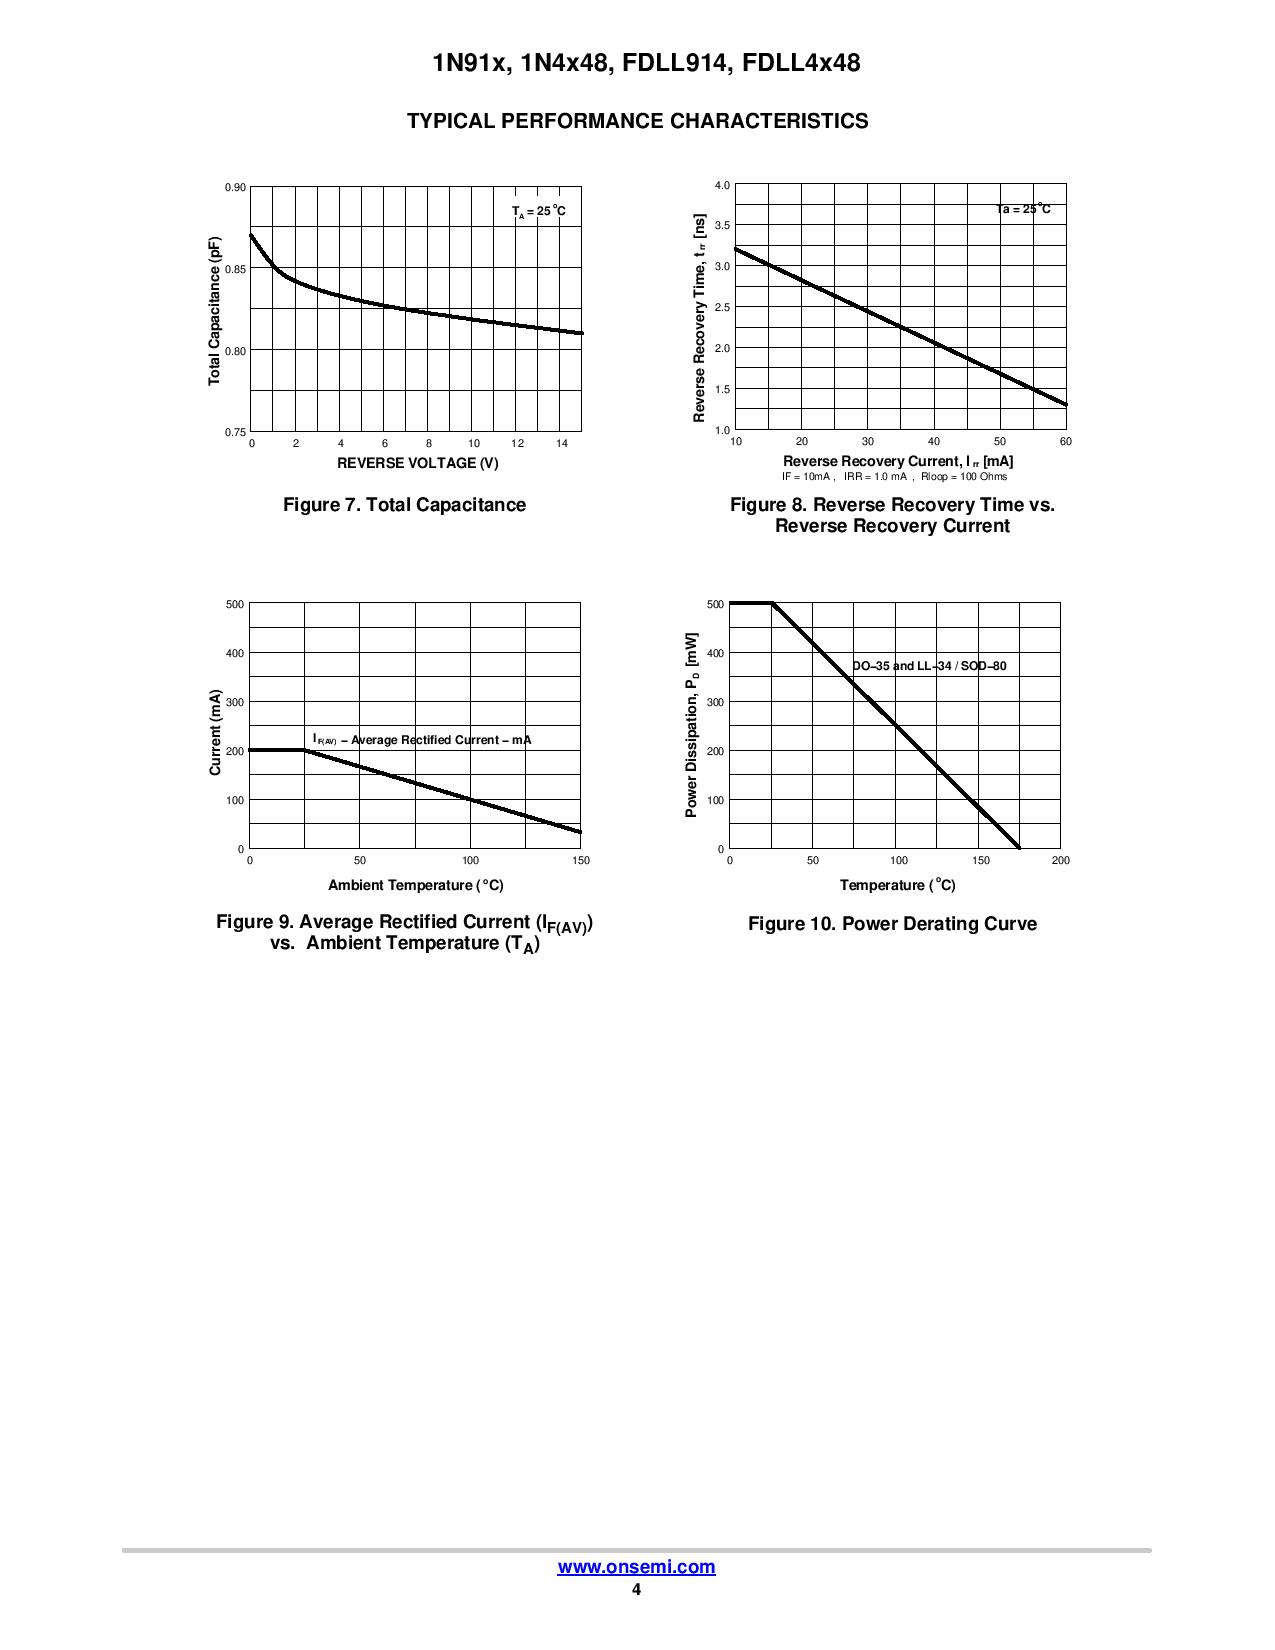 1N91x, 1N4x48, FDLL914, FDLL4x48
TYPICAL PERFORMANCE CHARACTERISTICS
0.90
0.85
0.80
0.75
Total Capacitance (pF)
TA = 25 °C
0 2 4 6 8 10 12 14
REVERSE VOLTAGE (V)
Figure 7. Total Capacitance
4.0
3.5
3.0
2.5
2.0
1.5
1.0
Reverse Recovery Time, t rr [ns]
Ta = 25 °C
10 20 30 40 50 60
Reverse Recovery Current, I rr [mA]
IF = 10mA , IRR = 1.0 mA , Rloop = 100 Ohms
Figure 8. Reverse Recovery Time vs.
Reverse Recovery Current
500
400
300
200
100
0
Current (mA)
IF(AV) – Average Rectified Current – mA
0 50 100 150
Ambient Temperature ( °C)
Figure 9. Average Rectified Current (IF(AV))
vs. Ambient Temperature (TA)
500
400
300
200
100
0
Power Dissipation, PD [mW]
DO–35 and LL–34 / SOD–80
0 50 100 150 200
Temperature ( °C)
Figure 10. Power Derating Curve
www.onsemi.com
4